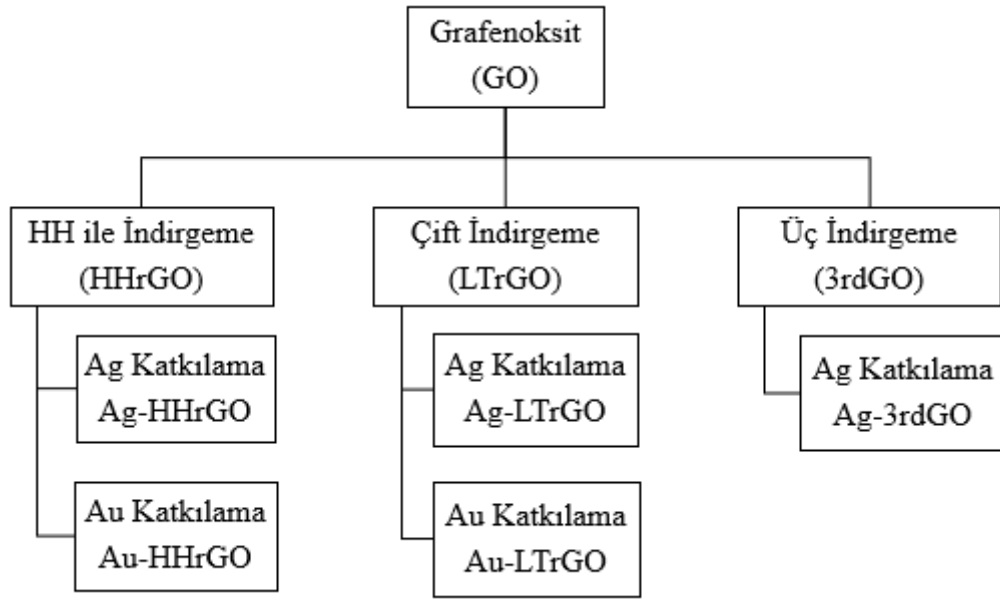 Grafenoksit
(GO)
HH ile İndirgeme
(HHrGO)
Ag Katkılama
Ag-HHrGO
Au Katkılama
Au-HHrGO
Çift İndirgeme
(LTrGO)
Ag Katkılama
Ag-LTrGO
Au Katkılama
Au-LTrGO
Üç İndirgeme
(3rdGO)
Ag Katkılama
Ag-3rdGO